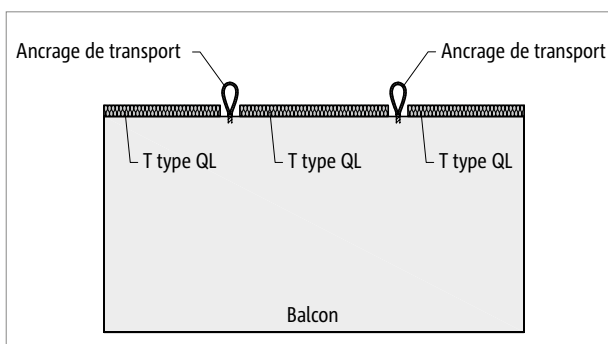 Ancrage de transport
Ancrage de transport
T type QL
T type QL
T type QL
Balcon